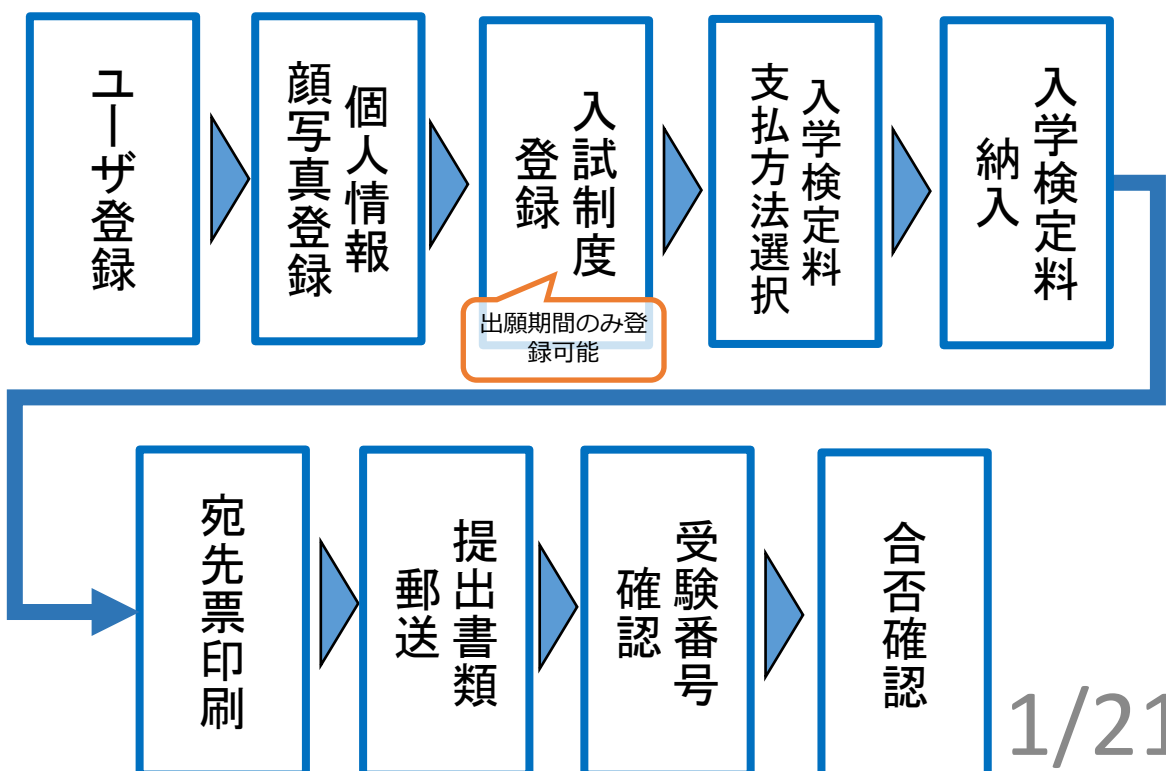 ユーザ登録
個人情報
顔写真登録
入試制度
登録
出願期間のみ登
録可能
入学検定料
支払方法選択
入学検定料
納入
宛先票印刷
提出書類
郵送
受験番号
確認
合否確認
1/21